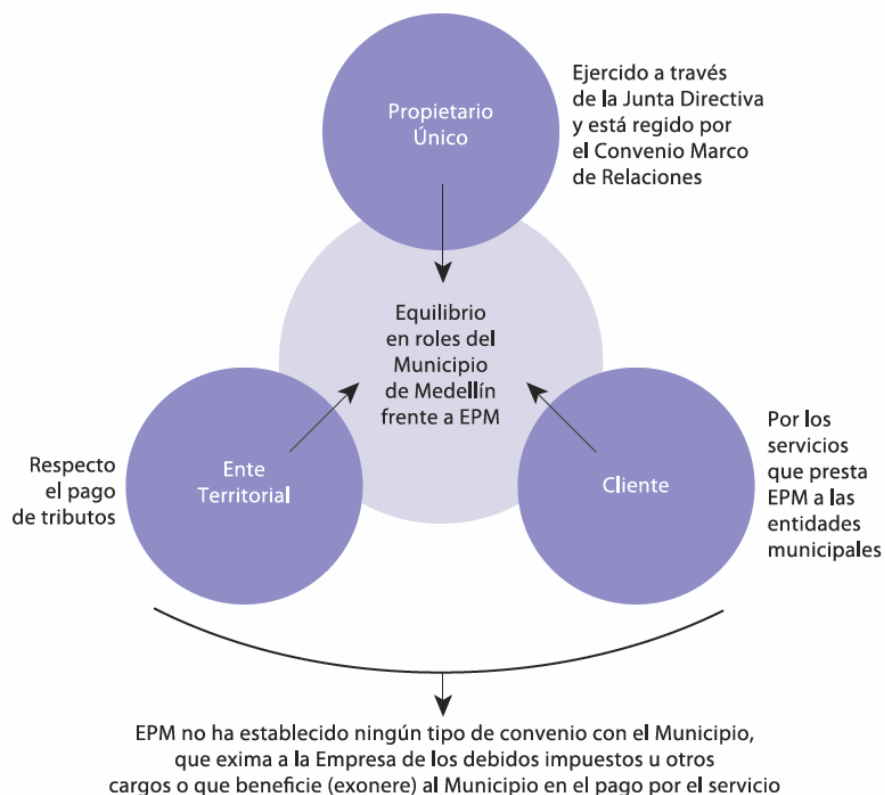 Propietario
Único
Ejercido a través
de la Junta Directiva
y está regido por
el Convenio Marco
de Relaciones
Equilibrio
en roles del
Municipio
de Medellín
frente a EPM
Respecto
el pago
de tributos
Ente
Territorial
Cliente
Por los
servicios
que presta
EPM a las
entidades
municipales
EPM no ha establecido ningún tipo de convenio con el Municipio,
que exima a la Empresa de los debidos impuestos u otros
cargos o que beneficie (exonere) al Municipio en el pago por el servicio